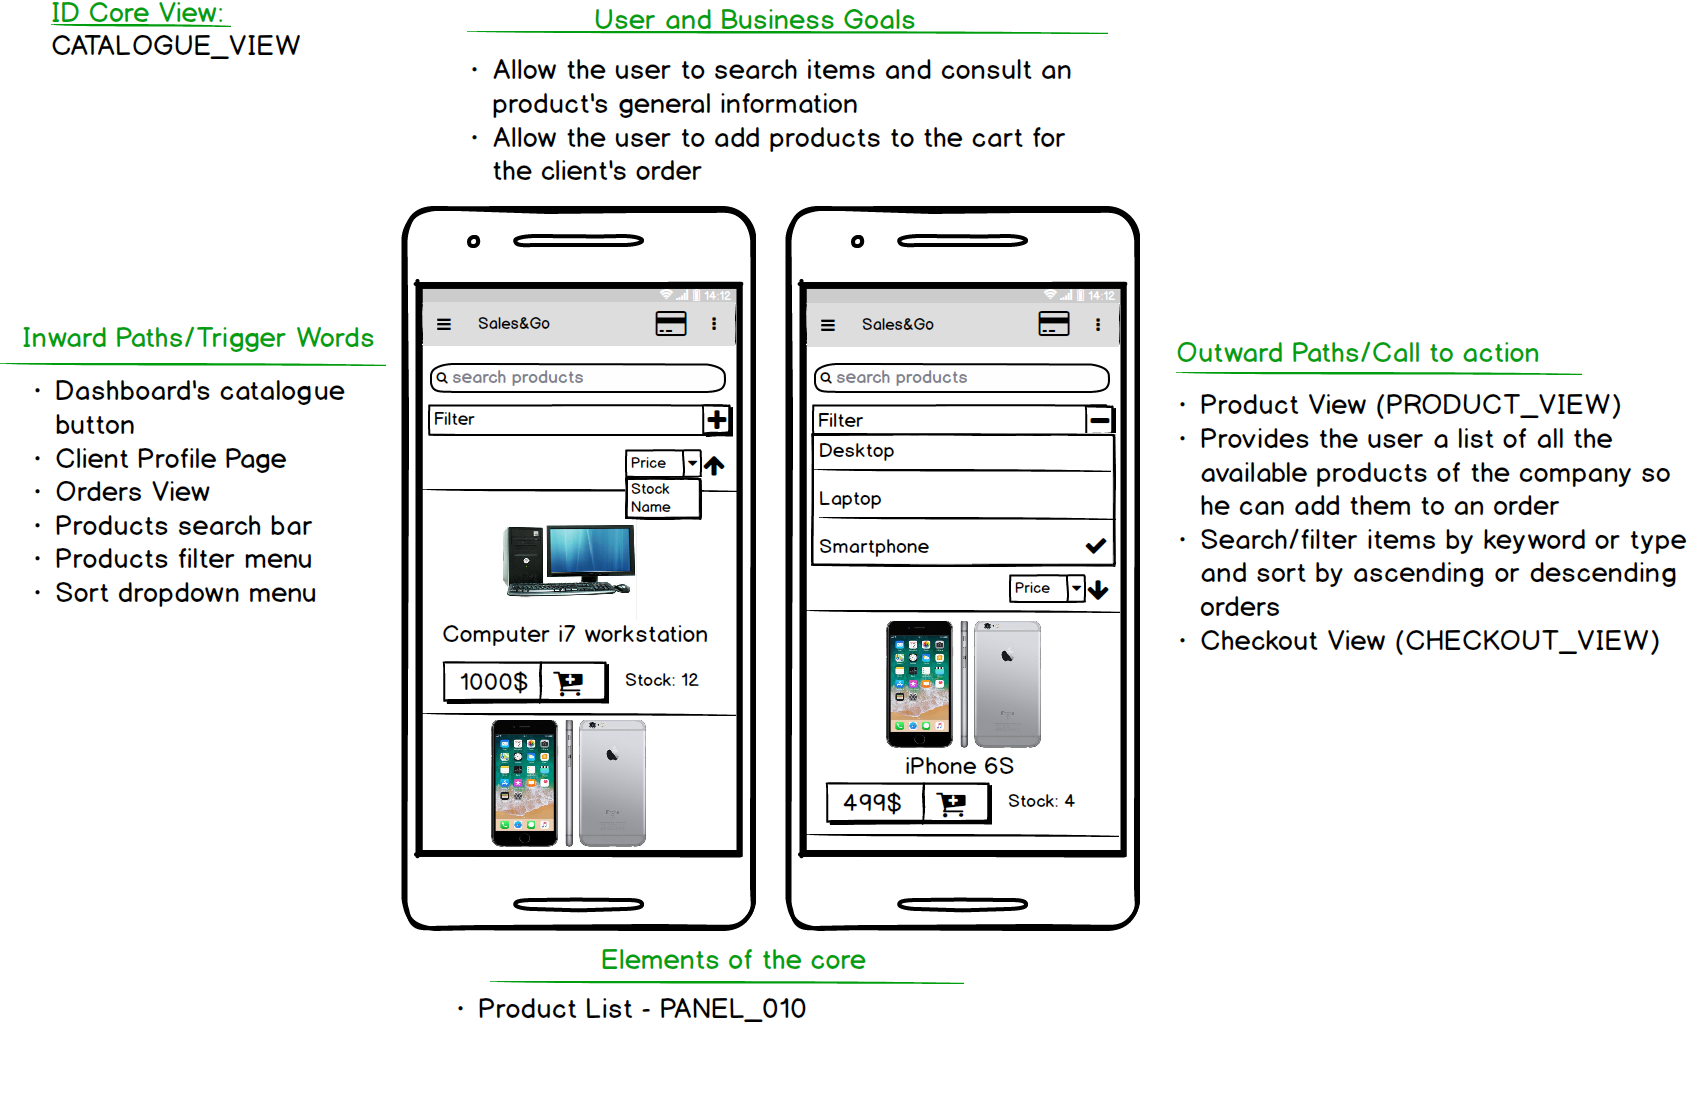 ID Core View:
CATALOGUE_VIEW
User and Business Goals
· Allow the user to search items and consult an
product's general information
· Allow the user to add products to the cart for
the client's order
Inward Paths/Trigger Words
· Dashboard's catalogue
button
· Client Profile Page
· Orders View
· Products search bar
· Products filter menu
· Sort dropdown menu
14:12
Sales&Go
search products
Filter
Price
Stock
Name
Computer i7 workstation
1000$
Stock: 12
14:12
Sales&Go
search products
Filter
Desktop
Laptop
Smartphone
Price
iPhone 6S
499$
Stock: 4
Outward Paths/Call to action
· Product View (PRODUCT_VIEW)
· Provides the user a list of all the
available products of the company so
he can add them to an order
· Search/filter items by keyword or type
and sort by ascending or descending
orders
· Checkout View (CHECKOUT_VIEW)
Elements of the core
· Product List - PANEL_010